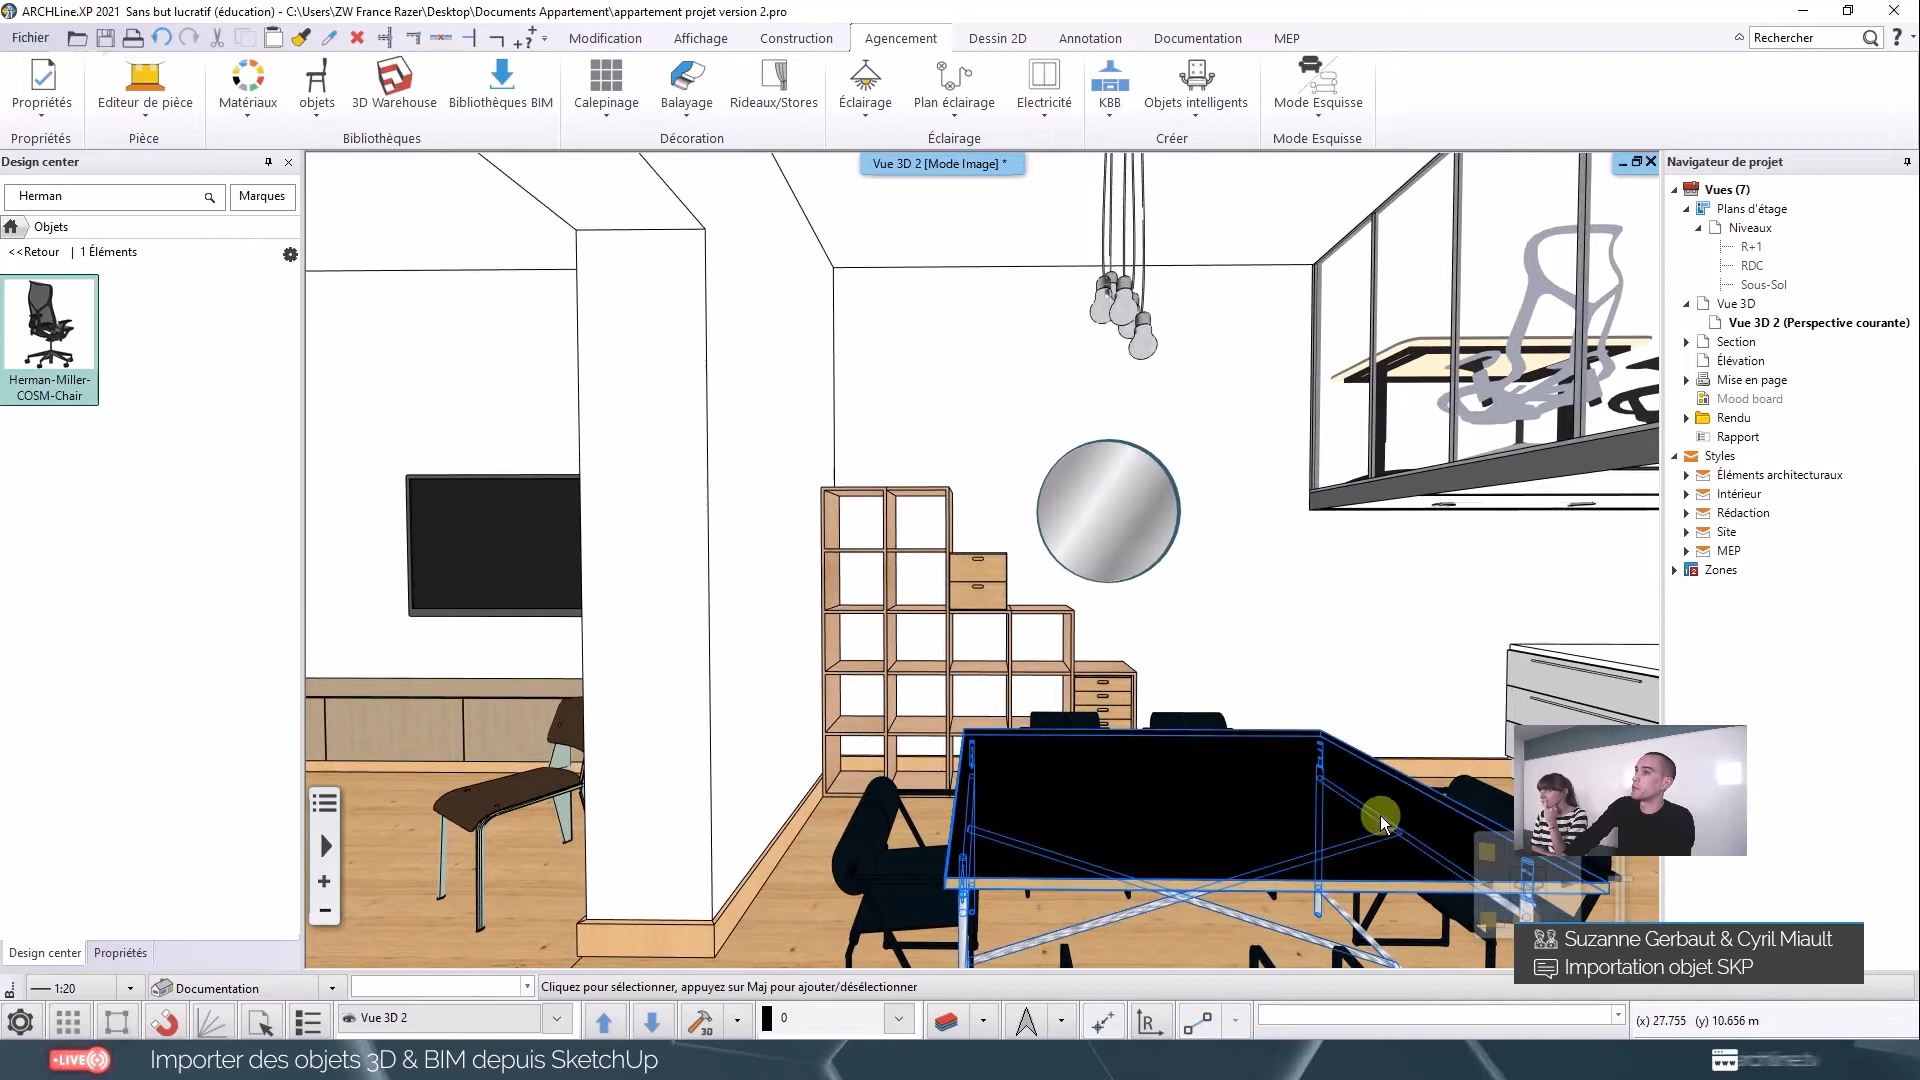 ARCHLine.XP 2021 Sans but lucratif (éducation) - C:\Users\ZW France Razer\Desktop\Documents Appartement\appartement projet version 2.pro
Fichier
Modification
Affichage
Construction
Agencement
Dessin 2D
Annotation
Documentation
MEP
Rechercher
Propriétés
Editeur de pièce
Matériaux
objets
3D Warehouse
Bibliothèques BIM
Calepinage
Balayage
Rideaux/Stores
Éclairage
Plan éclairage
Electricité
KBB
Objets intelligents
Mode Esquisse
Propriétés
Pièce
Bibliothèques
Décoration
Éclairage
Créer
Mode Esquisse
Design center
Herman
Marques
Objets
<<Retour | 1 Éléments
Herman-Miller-
COSM-Chair
Vue 3D 2 [Mode Image] *
Navigateur de projet
Vues (7)
Plans d'étage
Niveaux
R+1
RDC
Sous-Sol
Vue 3D
Vue 3D 2 (Perspective courante)
Section
Élévation
Mise en page
Mood board
Rendu
Rapport
Styles
Éléments architecturaux
Intérieur
Rédaction
Site
MEP
Zones
Suzanne Gerbaut & Cyril Miault
Importation objet SKP
Design center
Propriétés
1:20
Documentation
Cliquez pour sélectionner, appuyez sur Maj pour ajouter/désélectionner
Vue 3D 2
3D
0
R
(x) 27.755 (y) 10.656 m
LIVE
Importer des objets 3D & BIM depuis SketchUp